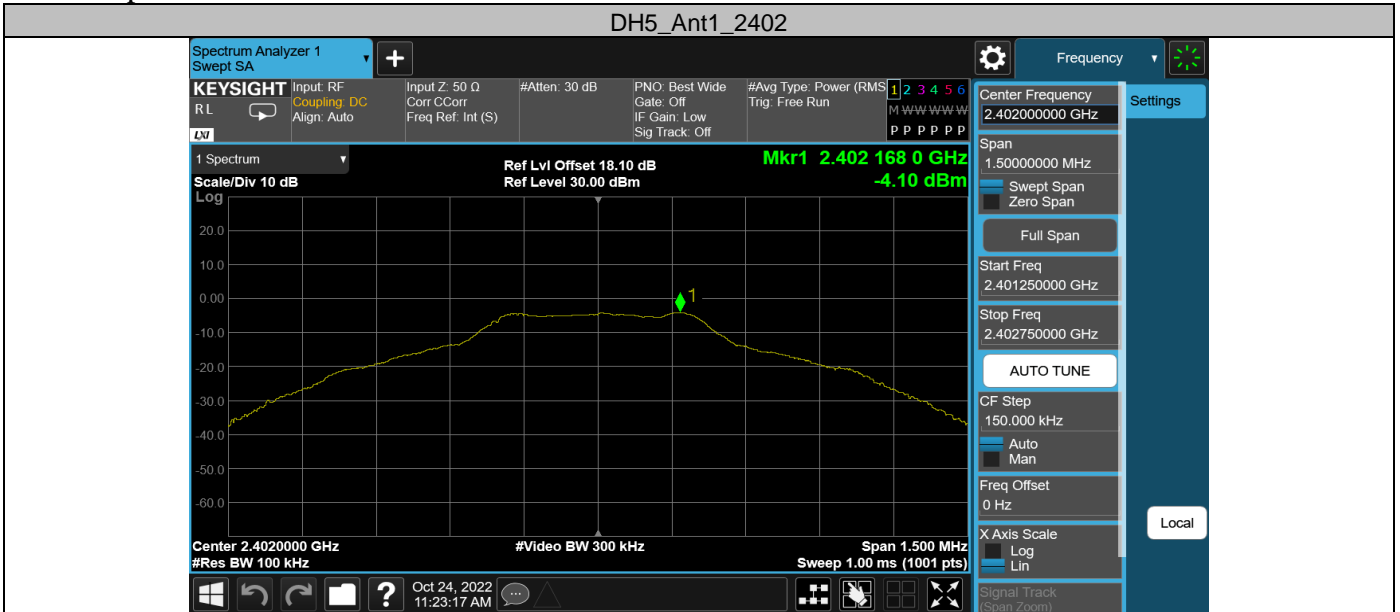 DH5_Ant1_2402
Spectrum Analyzer 1
Swept SA
Frequency
KEYSIGHT
RL
LXI
Input: RF
Coupling: DC
Align: Auto
Input Z: 50 Ω
Corr CCorr
Freq Ref: Int (S)
#Atten: 30 dB
PNO: Best Wide
Gate: Off
IF Gain: Low
Sig Track: Off
#Avg Type: Power (RMS
Trig: Free Run
1 2 3 4 5 6
M W W W W W
P P P P P P
1 Spectrum
Scale/Div 10 dB
Ref Lvl Offset 18.10 dB
Ref Level 30.00 dBm
Mkr1 2.402 168 0 GHz
-4.10 dBm
Log
20.0
10.0
0.00
-10.0
-20.0
-30.0
-40.0
-50.0
-60.0
1
Center 2.4020000 GHz
#Res BW 100 kHz
#Video BW 300 kHz
Span 1.500 MHz
Sweep 1.00 ms (1001 pts)
Center Frequency
2.402000000 GHz
Span
1.50000000 MHz
Swept Span
Zero Span
Full Span
Start Freq
2.401250000 GHz
Stop Freq
2.402750000 GHz
AUTO TUNE
CF Step
150.000 kHz
Auto
Man
Freq Offset
0 Hz
X Axis Scale
Log
Lin
Signal Track
(Span Zoom)
Settings
Local
?
Oct 24, 2022
11:23:17 AM